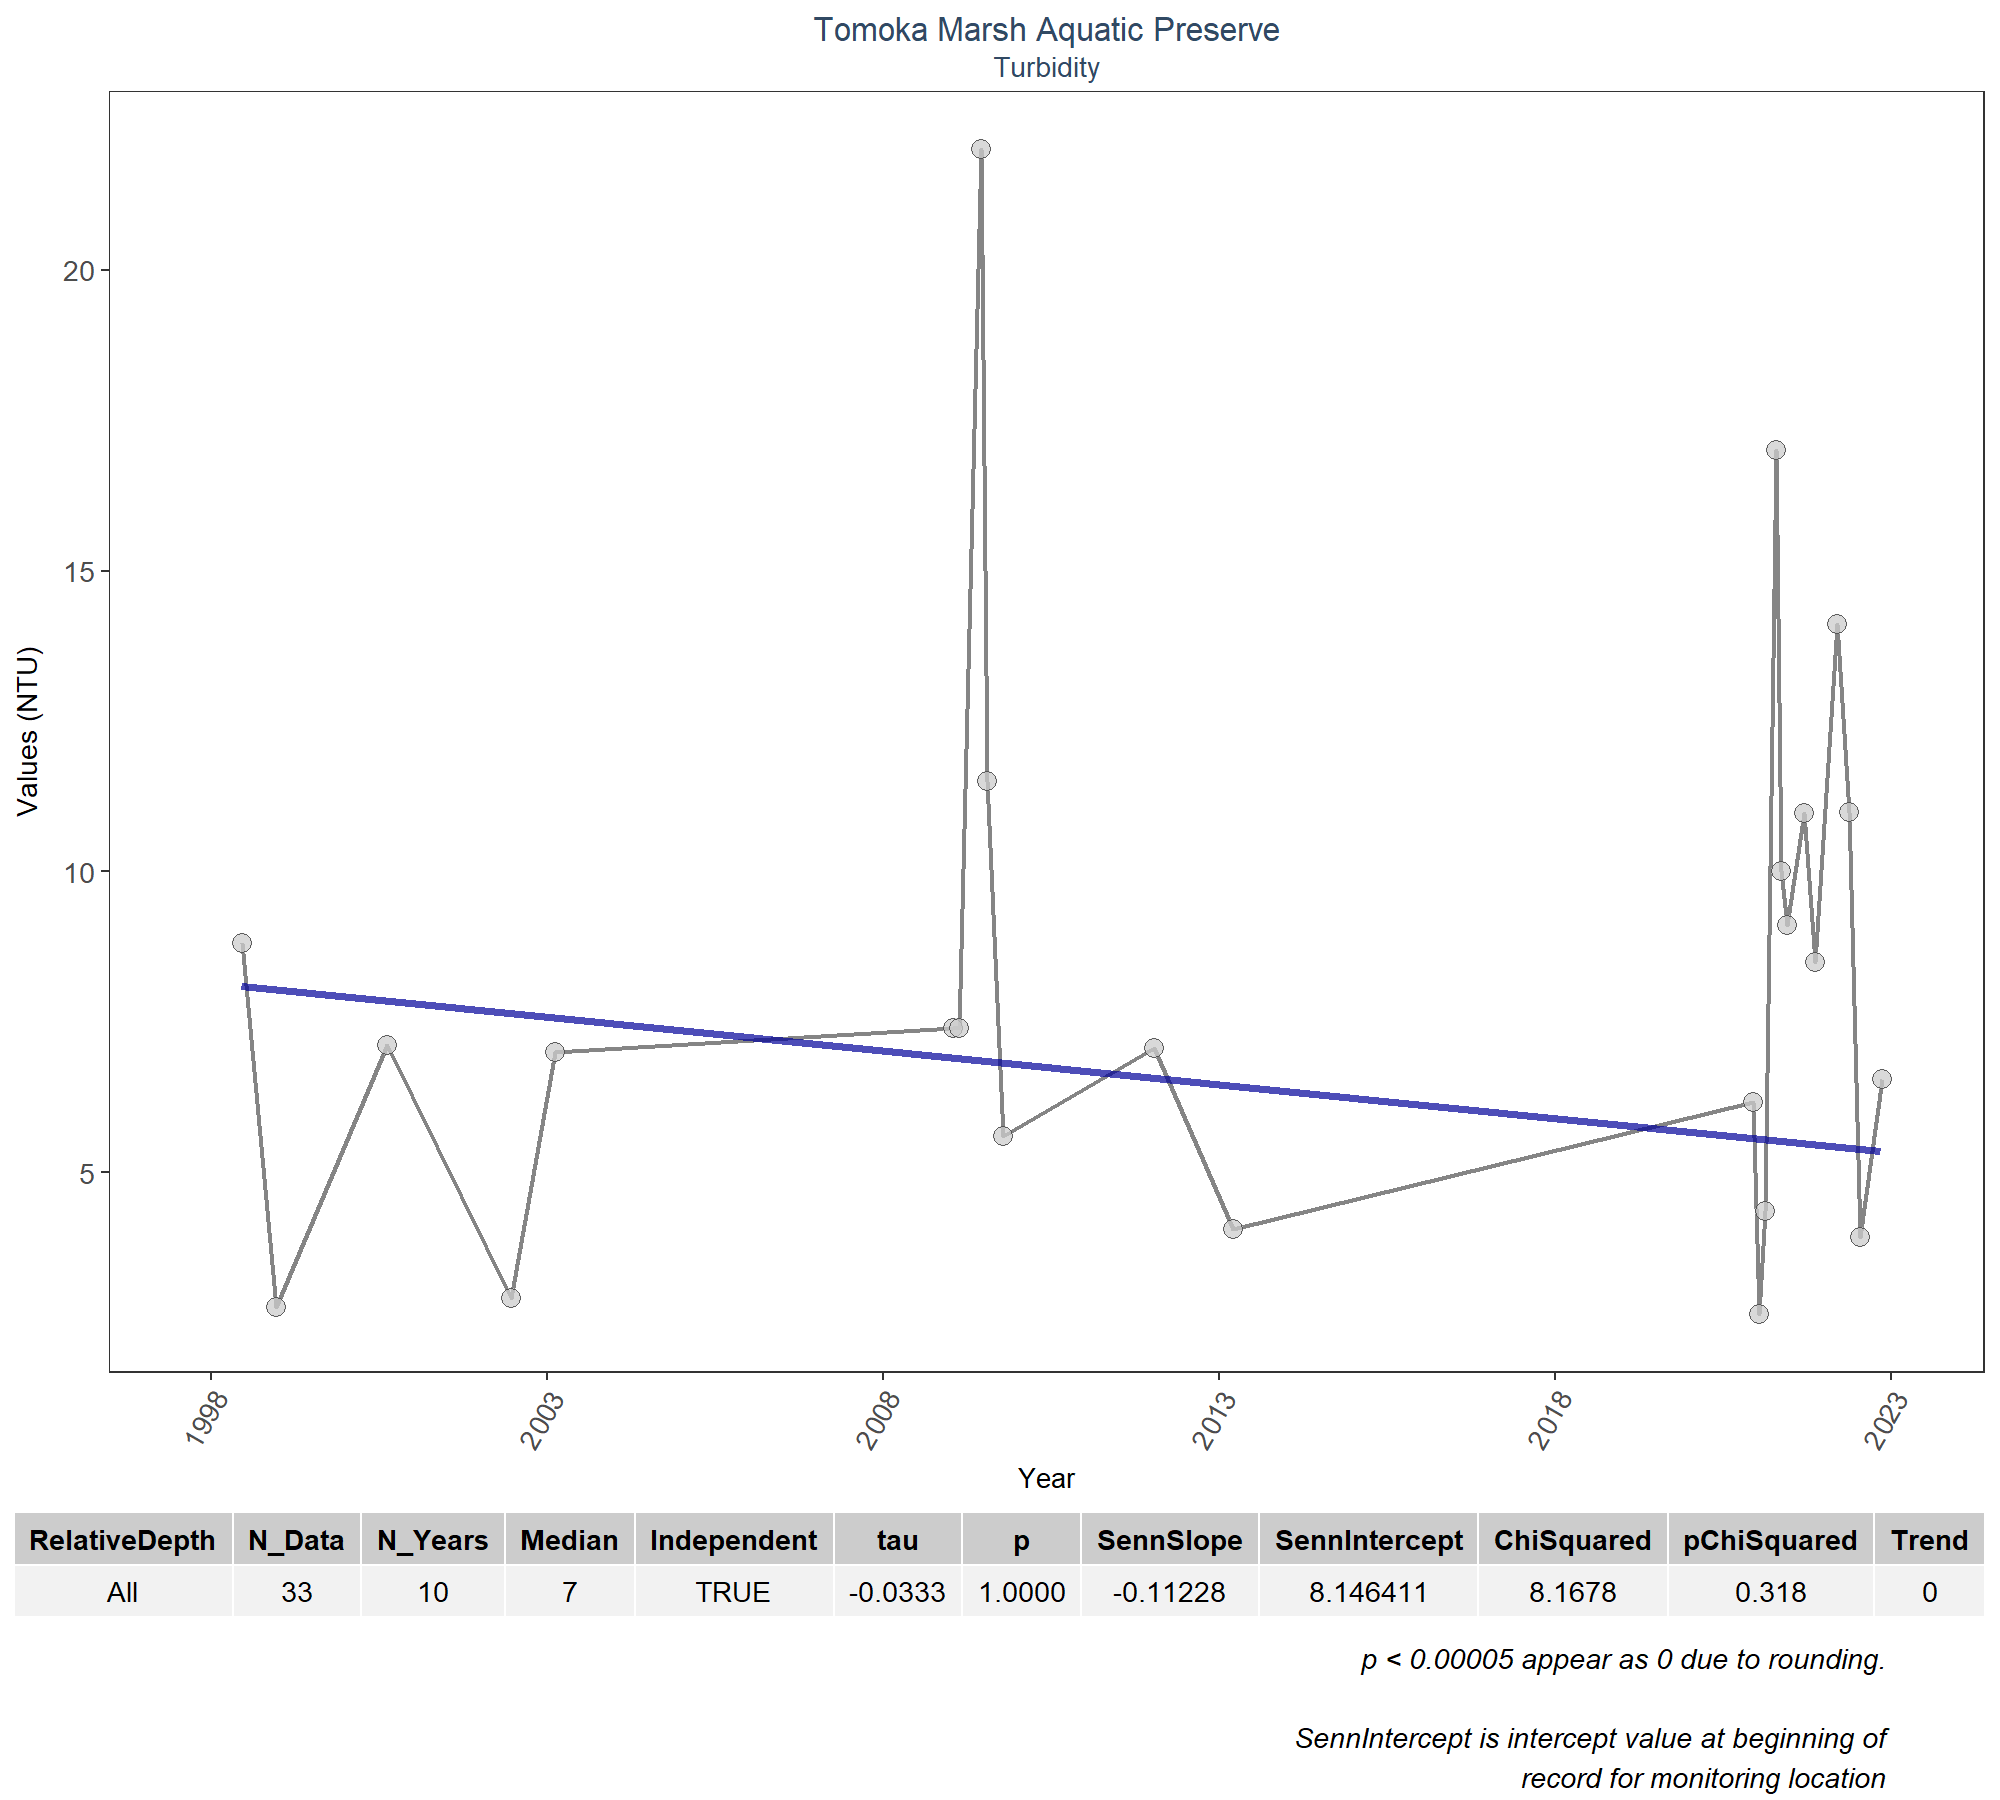 Tomoka Marsh Aquatic Preserve
Turbidity
Values (NTU)
20
15
10
5
1998 2003 2008 2013 2018 2023
Year
RelativeDepth N_Data N_Years Median Independent tau p SennSlope SennIntercept ChiSquared pChiSquared Trend
All 33 10 7 TRUE -0.0333 1.0000 -0.11228 8.146411 8.1678 0.318 0
p < 0.00005 appear as 0 due to rounding.
SennIntercept is intercept value at beginning of
record for monitoring location